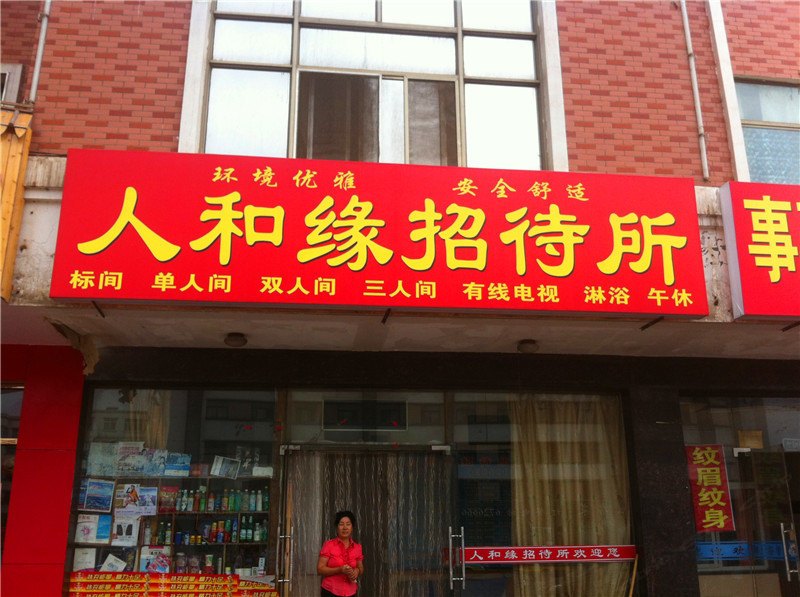 环境优雅 安全舒适
人和缘招待所
标间 单人间 双人间 三人间 有线电视 淋浴 午休
事
纹眉纹身
人和缘招待所欢迎您